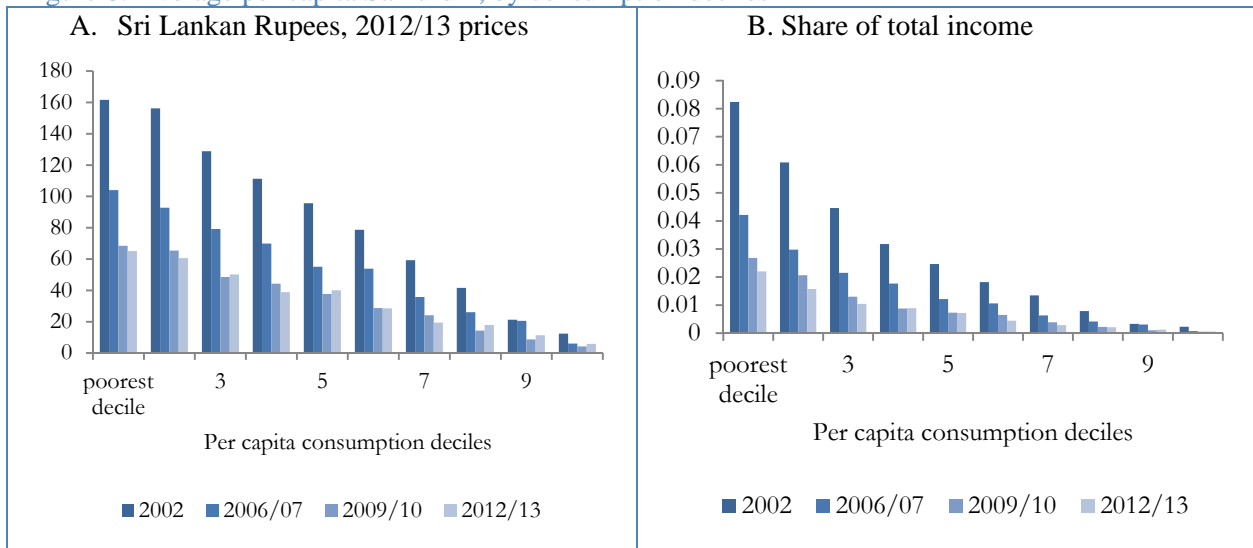 A. Sri Lankan Rupees, 2012/13 prices
180
160
140
120
100
80
60
40
20
0
poorest decile 3 5 7 9
Per capita consumption deciles
2002 2006/07 2009/10 2012/13
B. Share of total income
0.09
0.08
0.07
0.06
0.05
0.04
0.03
0.02
0.01
0
poorest decile 3 5 7 9
Per capita consumption deciles
2002 2006/07 2009/10 2012/13